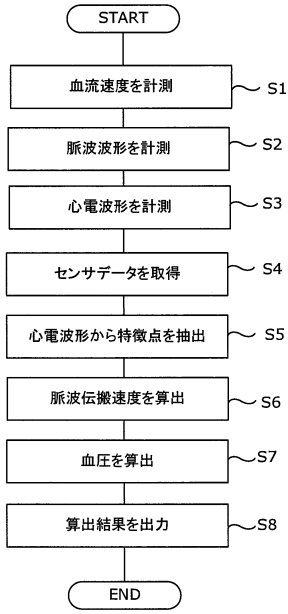 START
血流速度を計測
S1
脈波波形を計測
S2
心電波形を計測
S3
センサデータを取得
S4
心電波形から特徴点を抽出
S5
脈波伝搬速度を算出
S6
血圧を算出
S7
算出結果を出力
S8
END